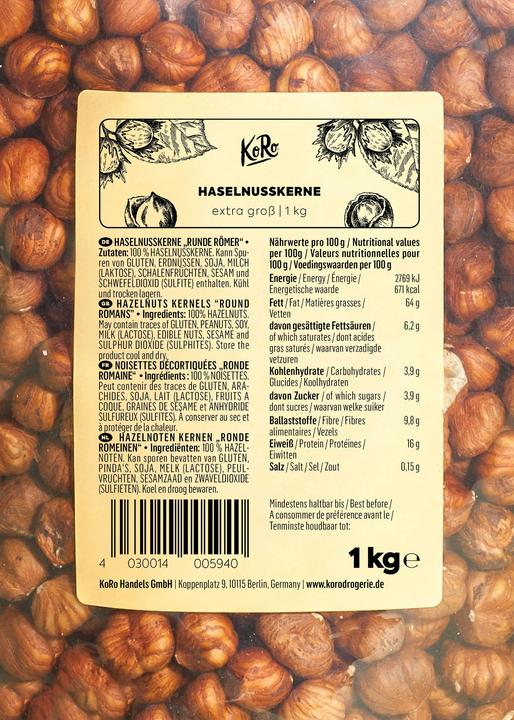 KoRo
HASELNUSSKERNE
extra groß | 1 kg
DE HASELNUSSKERNE „RUNDE RÖMER“ •
Zutaten: 100 % HASELNUSSKERNE. Kann Spu-
ren von GLUTEN, ERDNÜSSEN, SOJA, MILCH
(LAKTOSE), SCHALENFRÜCHTEN, SESAM und
SCHWEFELDIOXID (SULFITE) enthalten. Kühl
und trocken lagern.
GB HAZELNUTS KERNELS "ROUND
ROMANS" • Ingredients: 100% HAZELNUTS.
May contain traces of GLUTEN, PEANUTS, SOY,
MILK (LACTOSE), EDIBLE NUTS, SESAME and
SULPHUR DIOXIDE (SULPHITES). Store the
product cool and dry.
FR NOISETTES DÉCORTIQUÉES „RONDE
ROMAINE“ • Ingrédients: 100 % NOISETTES.
Peut contenir des traces de GLUTEN, ARA-
CHIDES, SOJA, LAIT (LACTOSE), FRUITS A
COQUE, GRAINES DE SÉSAME et ANHYDRIDE
SULFUREUX (SULFITES). À conserver au sec et
à protéger de la chaleur.
NL HAZELNOTEN KERNEN „RONDE
ROMEINEN“ • Ingrediënten: 100 % HAZEL-
NOTEN. Kan sporen bevatten van GLUTEN,
PINDA'S, SOJA, MELK (LACTOSE), PEUL-
VRUCHTEN, SESAMZAAD en ZWAVELDIOXIDE
(SULFIETEN). Koel en droog bewaren.
4 030014 005940
Nährwerte pro 100 g / Nutritional values
per 100g / Valeurs nutritionnelles pour
100 g / Voedingswaarden per 100 g
Energie / Energy / Énergie / 2769 kJ
Energetische waarde 671 kcal
Fett / Fat / Matières grasses / 64 g
Vetten
davon gesättigte Fettsäuren / 6,2 g
of which saturates / dont acides
gras saturés / waarvan verzadigde
vetzuren
Kohlenhydrate / Carbohydrates / 3,9 g
Glucides / Koolhydraten
davon Zucker / of which sugars / 3,9 g
dont sucres / waarvan welke suiker
Ballaststoffe / Fibre / Fibres 9,8 g
alimentaires / Vezels
Eiweiß / Protein / Protéines / 16 g
Eiwitten
Salz / Salt / Sel / Zout 0,15 g
Mindestens haltbar bis / Best before /
A consommer de préférence avant le /
Tenminste houdbaar tot:
1 kg e
KoRo Handels GmbH | Koppenplatz 9, 10115 Berlin, Germany | www.korodrogerie.de